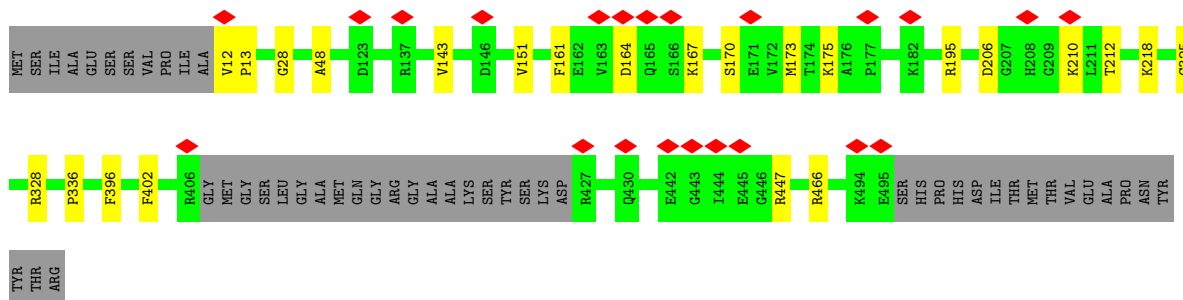 MET SER ILE ALA GLU SER SER VAL PRO ILE ALA V12 P13 G28 A48 D123 R137 V143 D146 V151 F161 E162 V163 D164 Q165 S166 K167 S170 E171 V172 M173 T174 K175 A176 P177 K182 R195 D206 G207 H208 G209 K210 L211 T212 K218
R328 P336 F396 F402 R406 GLY MET GLY SER LEU GLY ALA MET GLN GLY ARG GLY ALA ALA LYS SER TYR SER LYS ASP R427 Q430 E442 G443 I444 E445 G446 R447 R466 K494 E495 SER HIS PRO HIS ASP ILE THR MET THR VAL GLU ALA PRO ASN TYR
TYR THR ARG